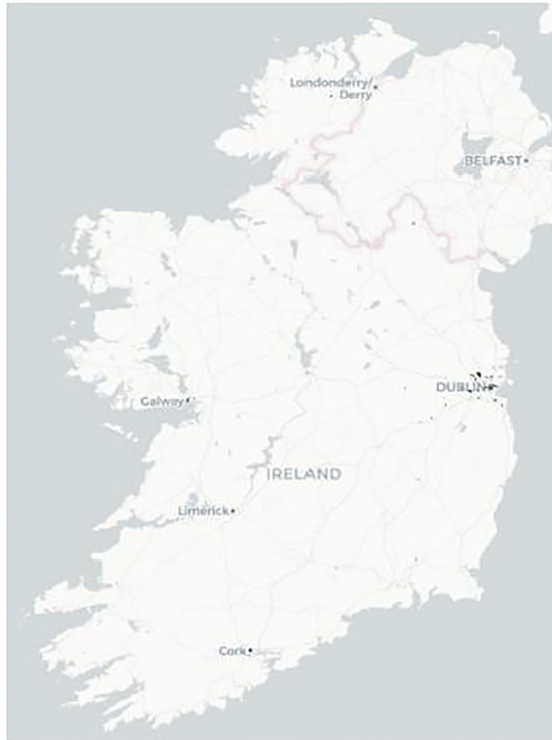 Londonderry/
Derry
BELFAST
DUBLIN
Galway
IRELAND
Limerick
Cork